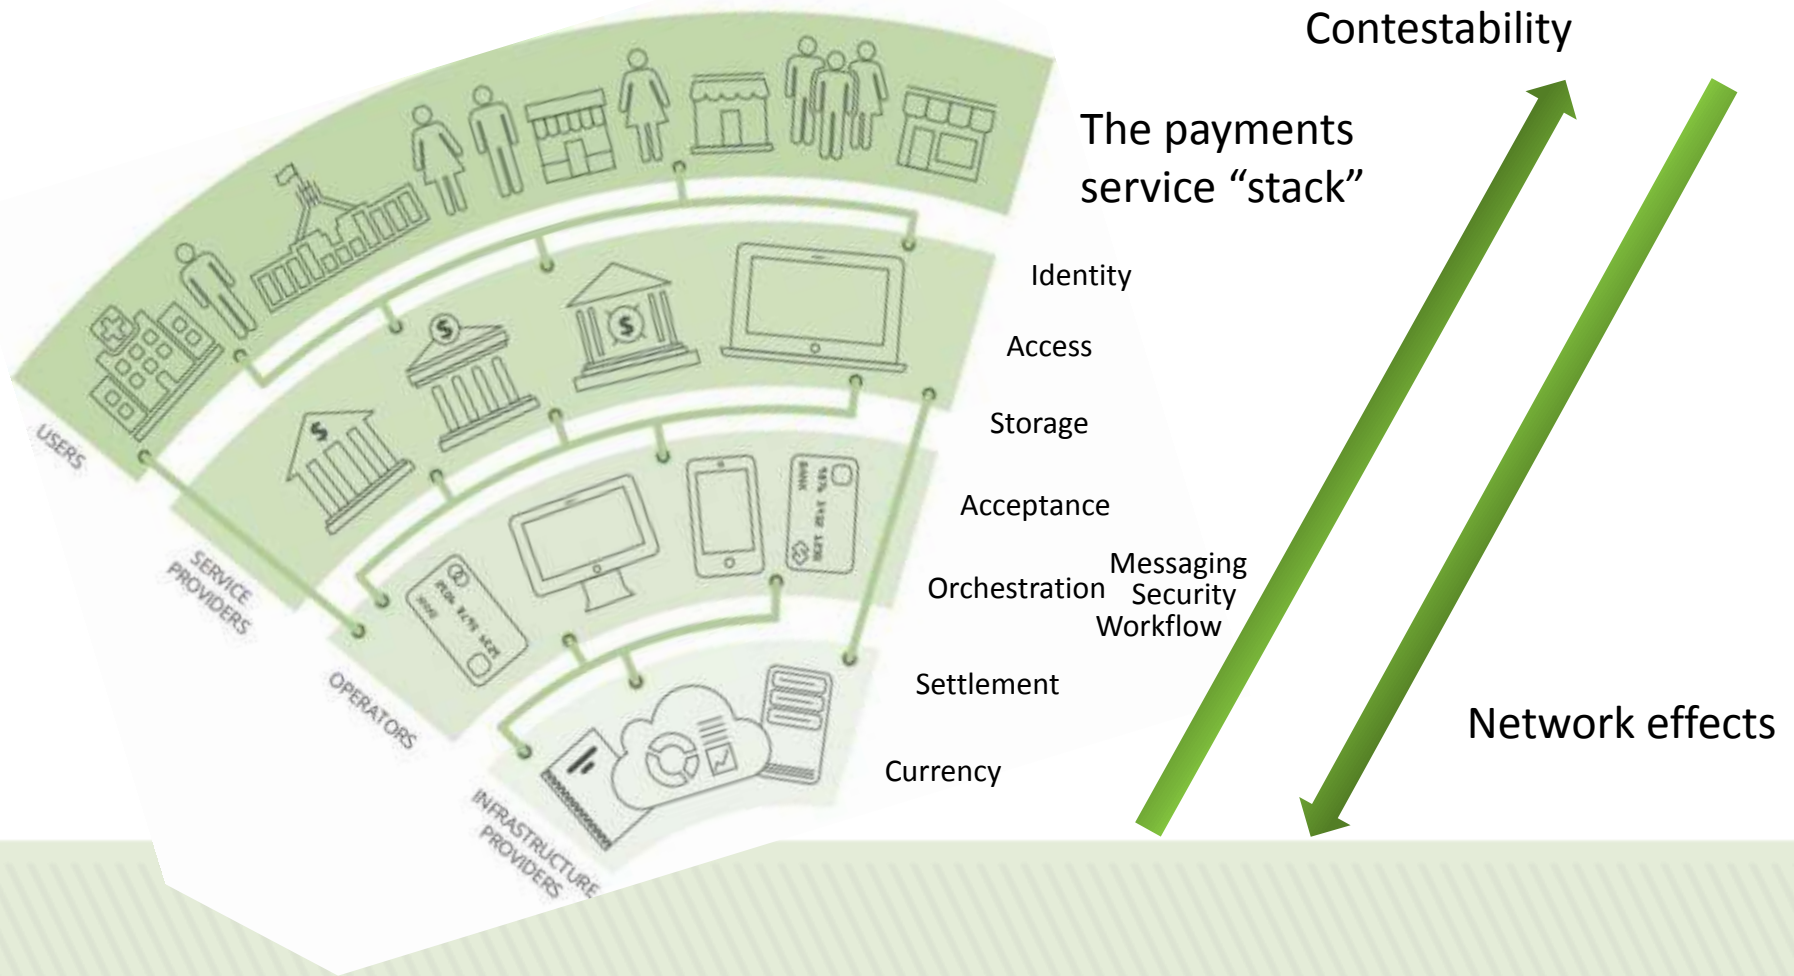 Contestability
The payments
service “stack”
Identity
Access
Storage
Acceptance
Orchestration
Messaging
Security
Workflow
Settlement
Currency
Network effects
USERS
SERVICE
PROVIDERS
OPERATORS
INFRASTRUCTURE
PROVIDERS
$
$
$
BANK